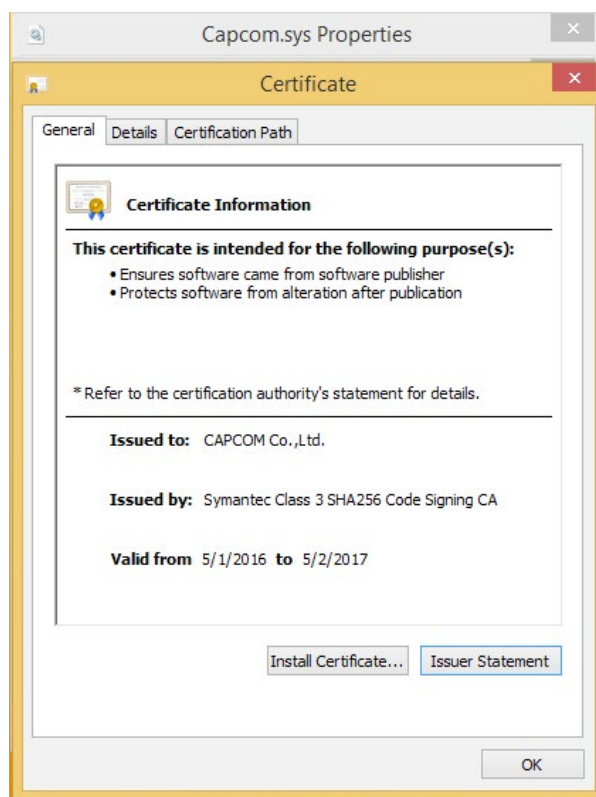 Capcom.sys Properties
Certificate
General Details Certification Path
Certificate Information
This certificate is intended for the following purpose(s):
• Ensures software came from software publisher
• Protects software from alteration after publication
* Refer to the certification authority's statement for details.
Issued to: CAPCOM Co.,Ltd.
Issued by: Symantec Class 3 SHA256 Code Signing CA
Valid from 5/1/2016 to 5/2/2017
Install Certificate... Issuer Statement
OK